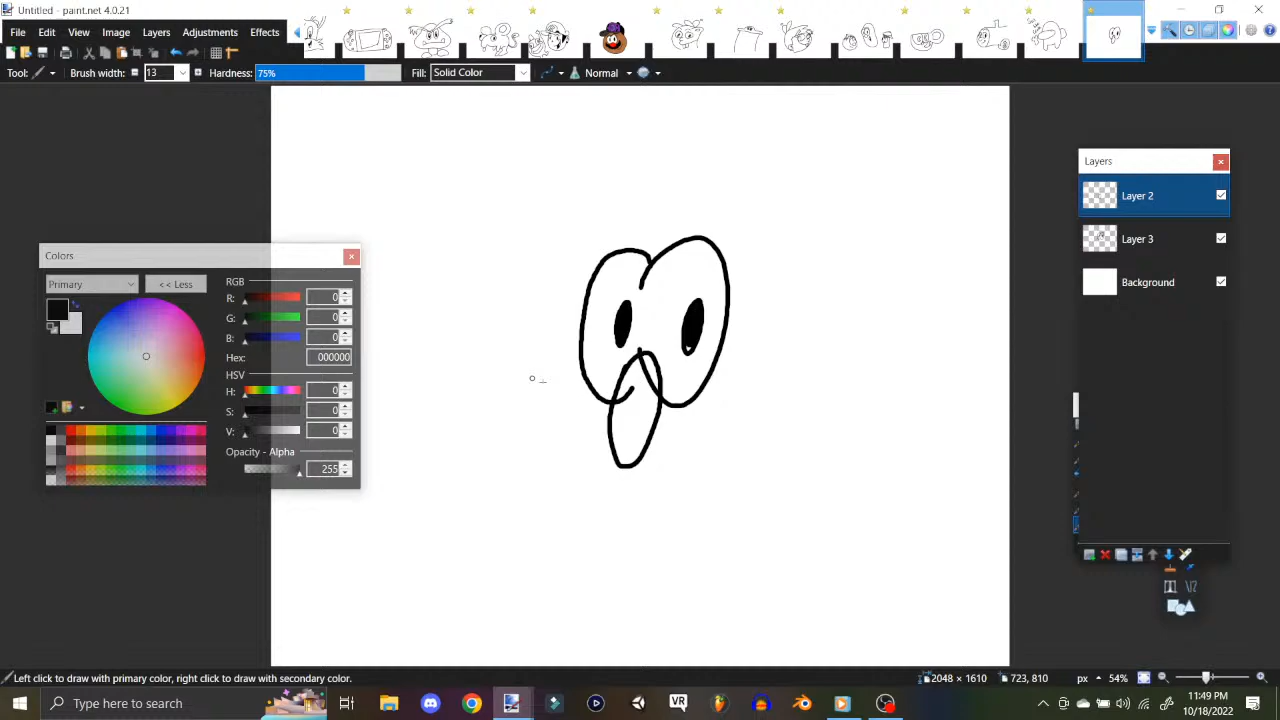 Untitled - paint.net 4.0.21
File Edit View Image Layers Adjustments Effects
Tool: Brush width: 13 Hardness: 75% Fill: Solid Color Normal
Layers
Layer 2
Layer 3
Background
Colors
Primary << Less
RGB
R: 0
G: 0
B: 0
Hex: 000000
HSV
H: 0
S: 0
V: 0
Opacity - Alpha
255
Left click to draw with primary color, right click to draw with secondary color. 2048 × 1610 723, 810 px 54%
Type here to search VR 11:49 PM
10/18/2022